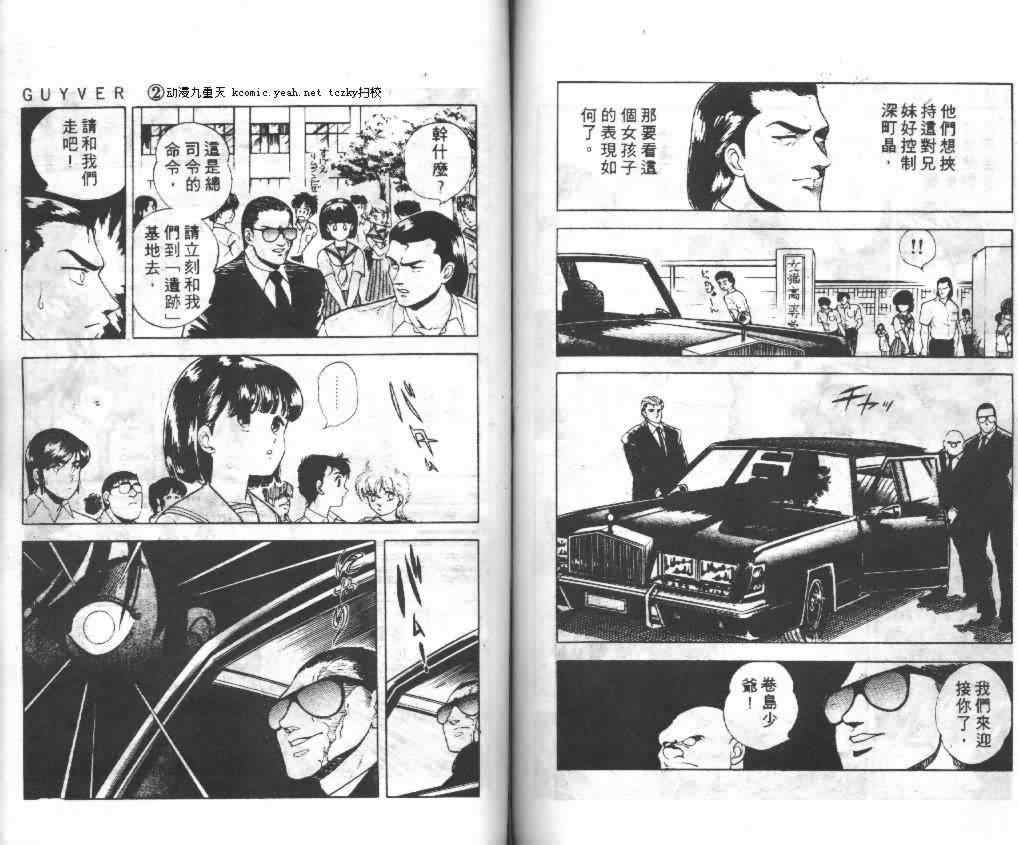 GUYVER ②动漫九重天 kcomic.yeah.net tczky扫校
他們想挾
持這對兄
妹好控制
深町晶，
那要看這
個女孩子
的表現如
何了。
!!
チャッ
我們來迎
接你了．
卷島少
爺！
幹什麼？
這是總
司令的
命令，
請立刻和我
們到「遺跡」
基地去．
請和我們
走吧！
………